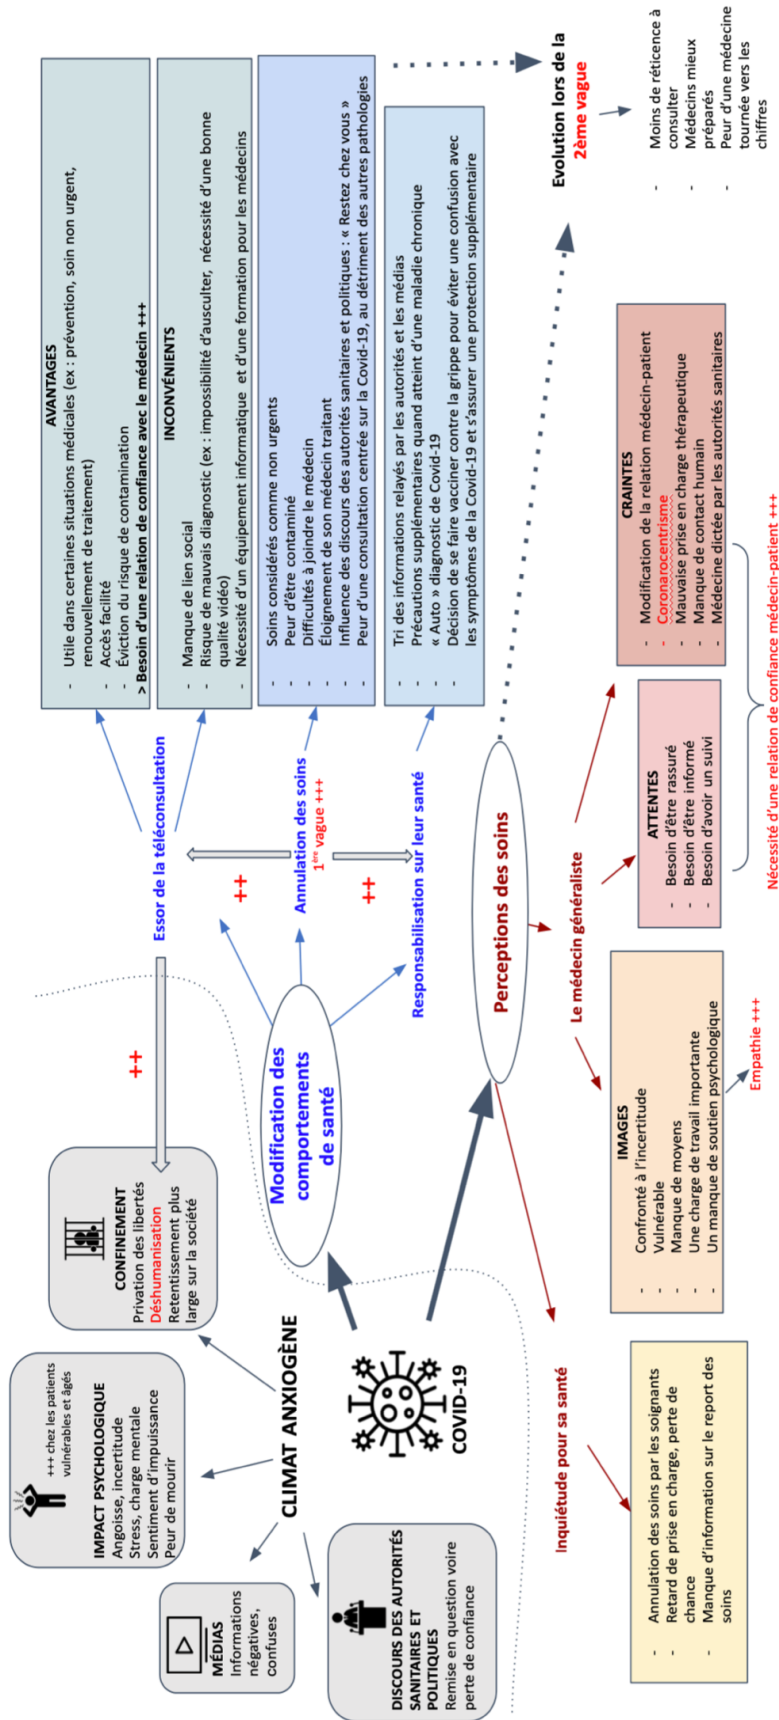 +++ chez les patients
vulnérables et âgés
IMPACT PSYCHOLOGIQUE
Angoisse, incertitude
Stress, charge mentale
Sentiment d'impuissance
Peur de mourir
CONFINEMENT
Privation des libertés
Déshumanisation
Retentissement plus
large sur la société
MÉDIAS
Informations
négatives,
confuses
CLIMAT ANXIOGÈNE
DISCOURS DES AUTORITÉS
SANITAIRES ET
POLITIQUES
Remise en question voire
perte de confiance
COVID-19
++
Modification des
comportements
de santé
Essor de la téléconsultation
++
Annulation des soins
1ère vague +++
++
Responsabilisation sur leur santé
AVANTAGES
- Utile dans certaines situations médicales (ex : prévention, soin non urgent,
renouvellement de traitement)
- Accès facilité
- Éviction du risque de contamination
> Besoin d'une relation de confiance avec le médecin +++
INCONVÉNIENTS
- Manque de lien social
- Risque de mauvais diagnostic (ex : impossibilité d'ausculter, nécessité d'une bonne
qualité vidéo)
- Nécessité d'un équipement informatique et d'une formation pour les médecins
- Soins considérés comme non urgents
- Peur d'être contaminé
- Difficultés à joindre le médecin
- Éloignement de son médecin traitant
- Influence des discours des autorités sanitaires et politiques : « Restez chez vous »
- Peur d'une consultation centrée sur la Covid-19, au détriment des autres pathologies
- Tri des informations relayés par les autorités et les médias
- Précautions supplémentaires quand atteint d'une maladie chronique
- « Auto » diagnostic de Covid-19
- Décision de se faire vacciner contre la grippe pour éviter une confusion avec
les symptômes de la Covid-19 et s'assurer une protection supplémentaire
Perceptions des soins
Evolution lors de la
2ème vague
- Moins de réticence à
consulter
- Médecins mieux
préparés
- Peur d'une médecine
tournée vers les
chiffres
Inquiétude pour sa santé
Le médecin généraliste
- Annulation des soins par les soignants
- Retard de prise en charge, perte de
chance
- Manque d'information sur le report des
soins
IMAGES
- Confronté à l'incertitude
- Vulnérable
- Manque de moyens
- Une charge de travail importante
- Un manque de soutien psychologique
Empathie +++
ATTENTES
- Besoin d'être rassuré
- Besoin d'être informé
- Besoin d'avoir un suivi
CRAINTES
- Modification de la relation médecin-patient
- Coronarocentrisme
- Mauvaise prise en charge thérapeutique
- Manque de contact humain
- Médecine dictée par les autorités sanitaires
Nécessité d'une relation de confiance médecin-patient +++